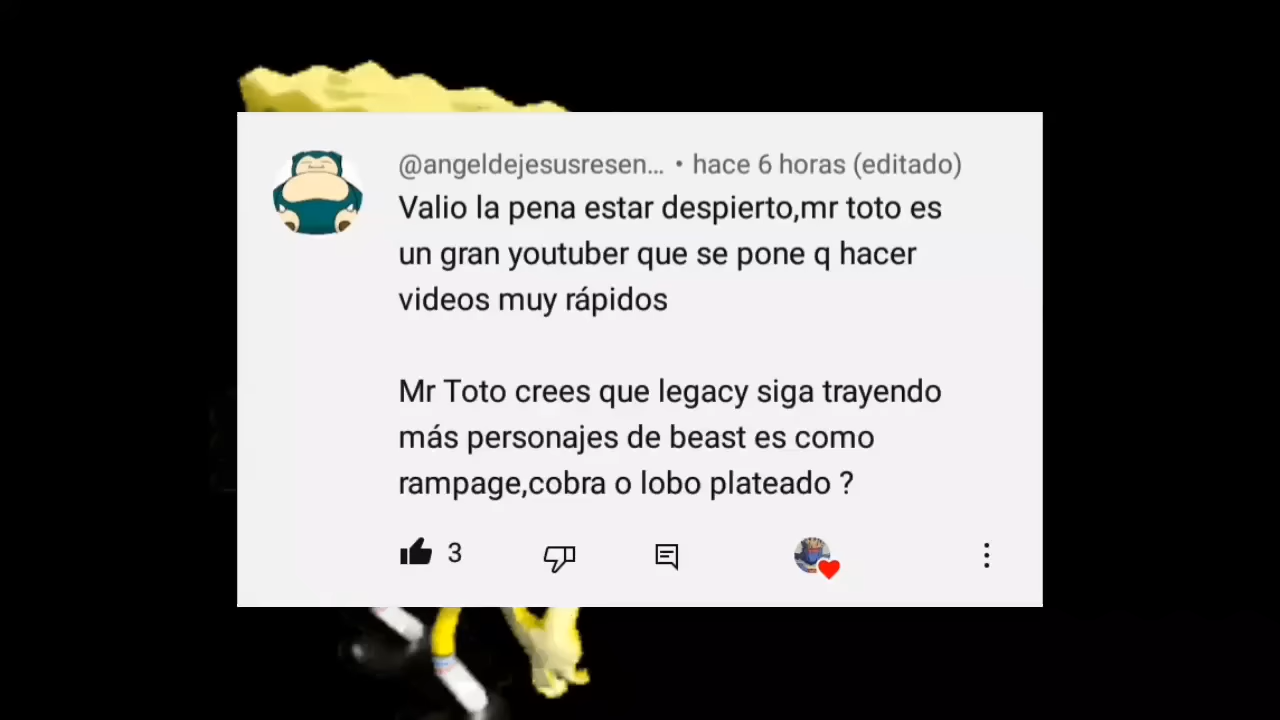 @angeldejesusresen... • hace 6 horas (editado)
Valio la pena estar despierto,mr toto es
un gran youtuber que se pone q hacer
videos muy rápidos
Mr Toto crees que legacy siga trayendo
más personajes de beast es como
rampage,cobra o lobo plateado ?
3